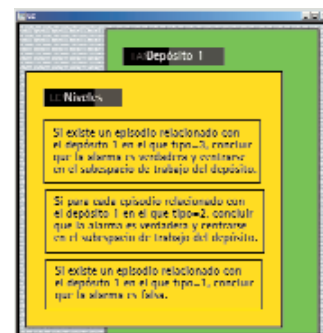 Depósito 1
Niveles
Si existe un episodio relacionado con
el depósito 1 en el que tipo=3, concluir
que la alarma es verdadera y centrarse
en el subespacio de trabajo del depósito.
Si para cada episodio relacionado con
el depósito 1 en el que tipo=2, concluir
que la alarma es verdadera y centrarse
en el subespacio de trabajo del depósito.
Si existe un episodio relacionado con
el depósito 1 en el que tipo=1, concluir
que la alarma es falsa.